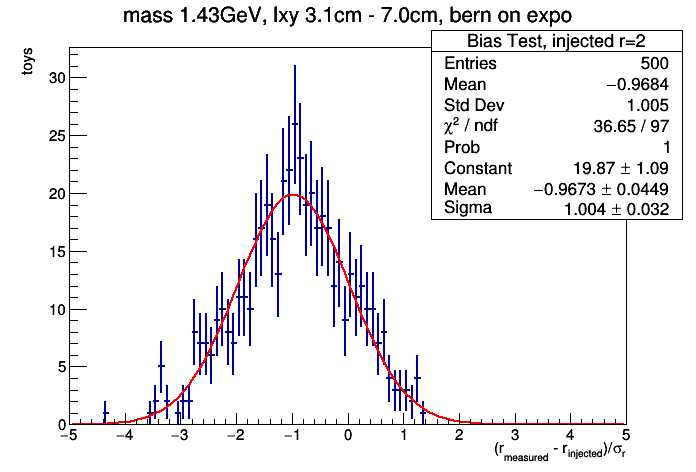 mass 1.43GeV, lxy 3.1cm - 7.0cm, bern on expo
Bias Test, injected r=2
Entries 500
Mean −0.9684
Std Dev 1.005
χ² / ndf 36.65 / 97
Prob 1
Constant 19.87 ± 1.09
Mean −0.9673 ± 0.0449
Sigma 1.004 ± 0.032
toys
30
25
20
15
10
5
0
−5 −4 −3 −2 −1 0 1 2 3 4 5
(r_measured - r_injected)/σ_r